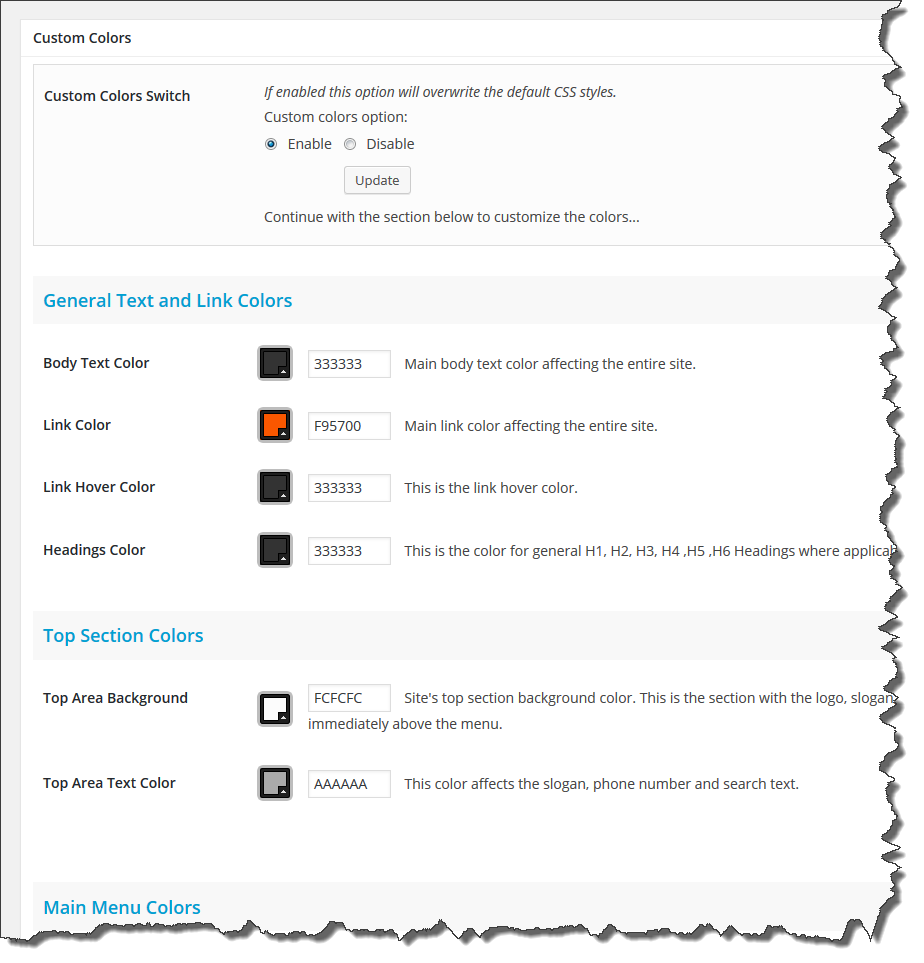 Custom Colors
Custom Colors Switch
If enabled this option will overwrite the default CSS styles.
Custom colors option:
Enable Disable
Update
Continue with the section below to customize the colors...
General Text and Link Colors
Body Text Color 333333 Main body text color affecting the entire site.
Link Color F95700 Main link color affecting the entire site.
Link Hover Color 333333 This is the link hover color.
Headings Color 333333 This is the color for general H1, H2, H3, H4 ,H5 ,H6 Headings where
Top Section Colors
Top Area Background FCFCFC Site's top section background color. This is the section with the logo, slogan,
immediately above the menu.
Top Area Text Color AAAAAA This color affects the slogan, phone number and search text.
Main Menu Colors